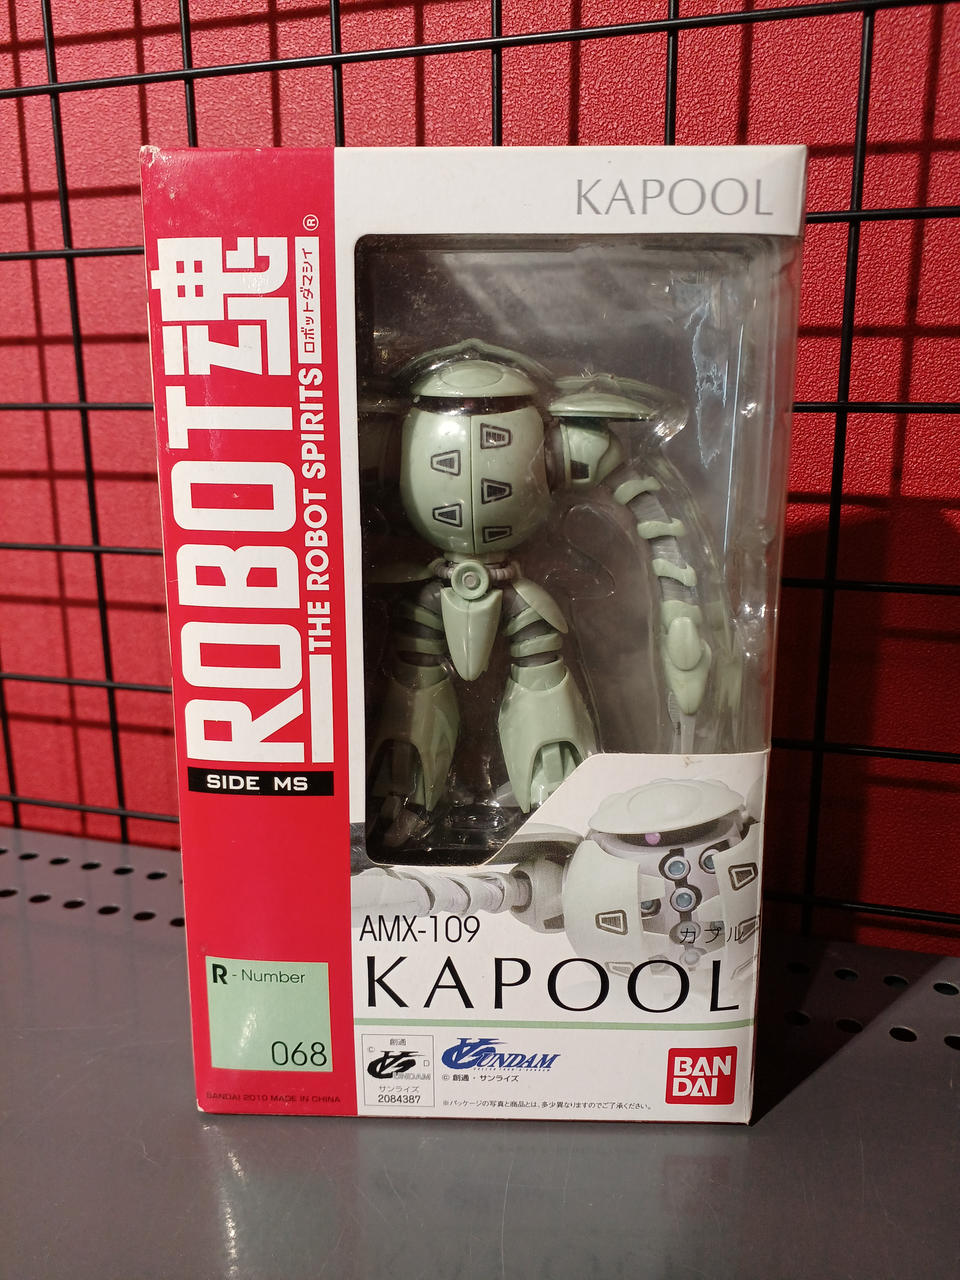 KAPOOL
ROBOT魂
®
ロボットダマシイ
THE ROBOT SPIRITS
SIDE MS
R - Number
068
BANDAI 2010 MADE IN CHINA
AMX-109
カプル
KAPOOL
創通
©
GUNDAM
サンライズ
2084387
GUNDAM
© 創通・サンライズ
※パッケージの写真と商品とは、多少異なりますのでご了承ください。
BAN
DAI